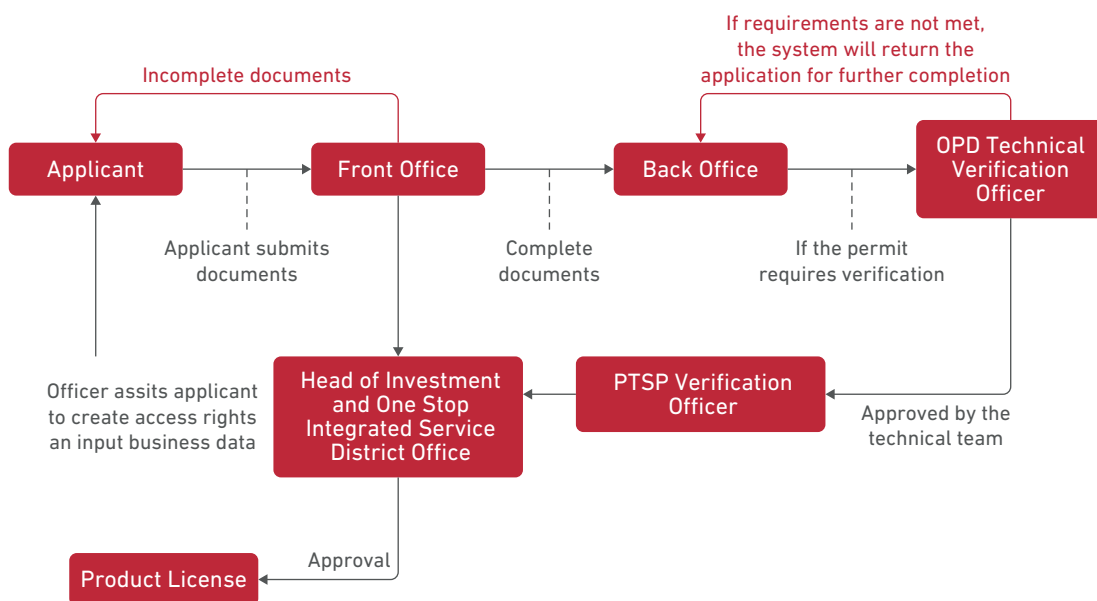 If requirements are not met,
the system will return the
application for further completion
Incomplete documents
Applicant
Front Office
Back Office
OPD Technical
Verification
Officer
Applicant submits
documents
Complete
documents
If the permit
requires verification
Officer assits applicant
to create access rights
an input business data
Head of Investment
and One Stop
Integrated Service
District Office
PTSP Verification
Officer
Approved by the
technical team
Approval
Product License